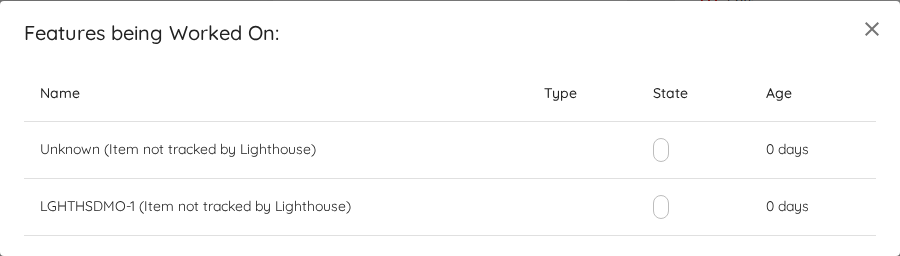 Features being Worked On:
Name Type State Age
Unknown (Item not tracked by Lighthouse) 0 days
LGHTHSDMO-1 (Item not tracked by Lighthouse) 0 days